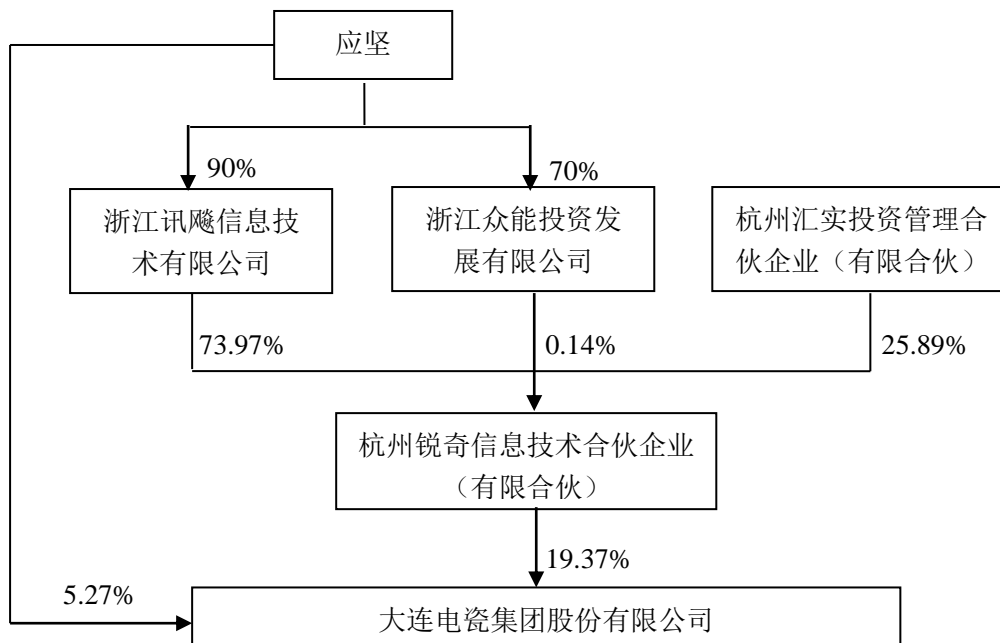 应坚
90%
70%
浙江讯飚信息技
术有限公司
浙江众能投资发
展有限公司
杭州汇实投资管理合
伙企业（有限合伙）
73.97%
0.14%
25.89%
杭州锐奇信息技术合伙企业
（有限合伙）
19.37%
5.27%
大连电瓷集团股份有限公司